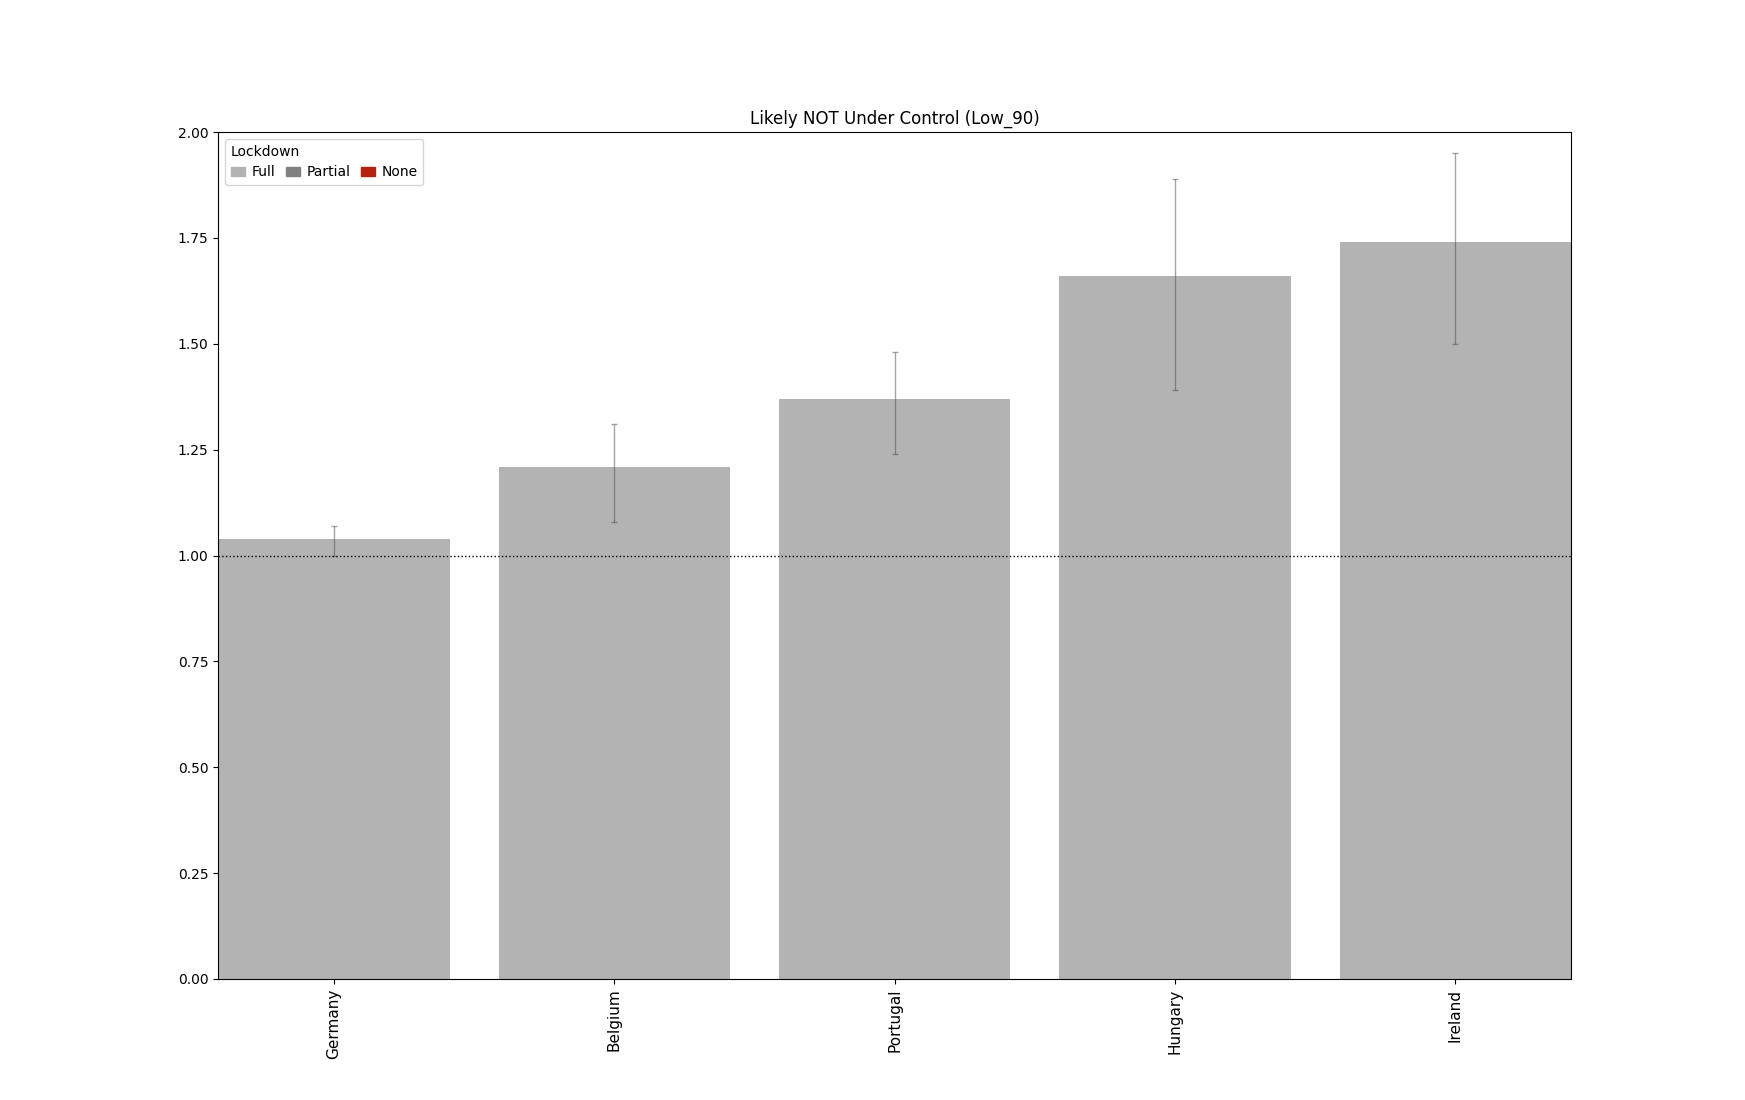 Likely NOT Under Control (Low_90)
Lockdown
Full Partial None
2.00
1.75
1.50
1.25
1.00
0.75
0.50
0.25
0.00
Germany
Belgium
Portugal
Hungary
Ireland